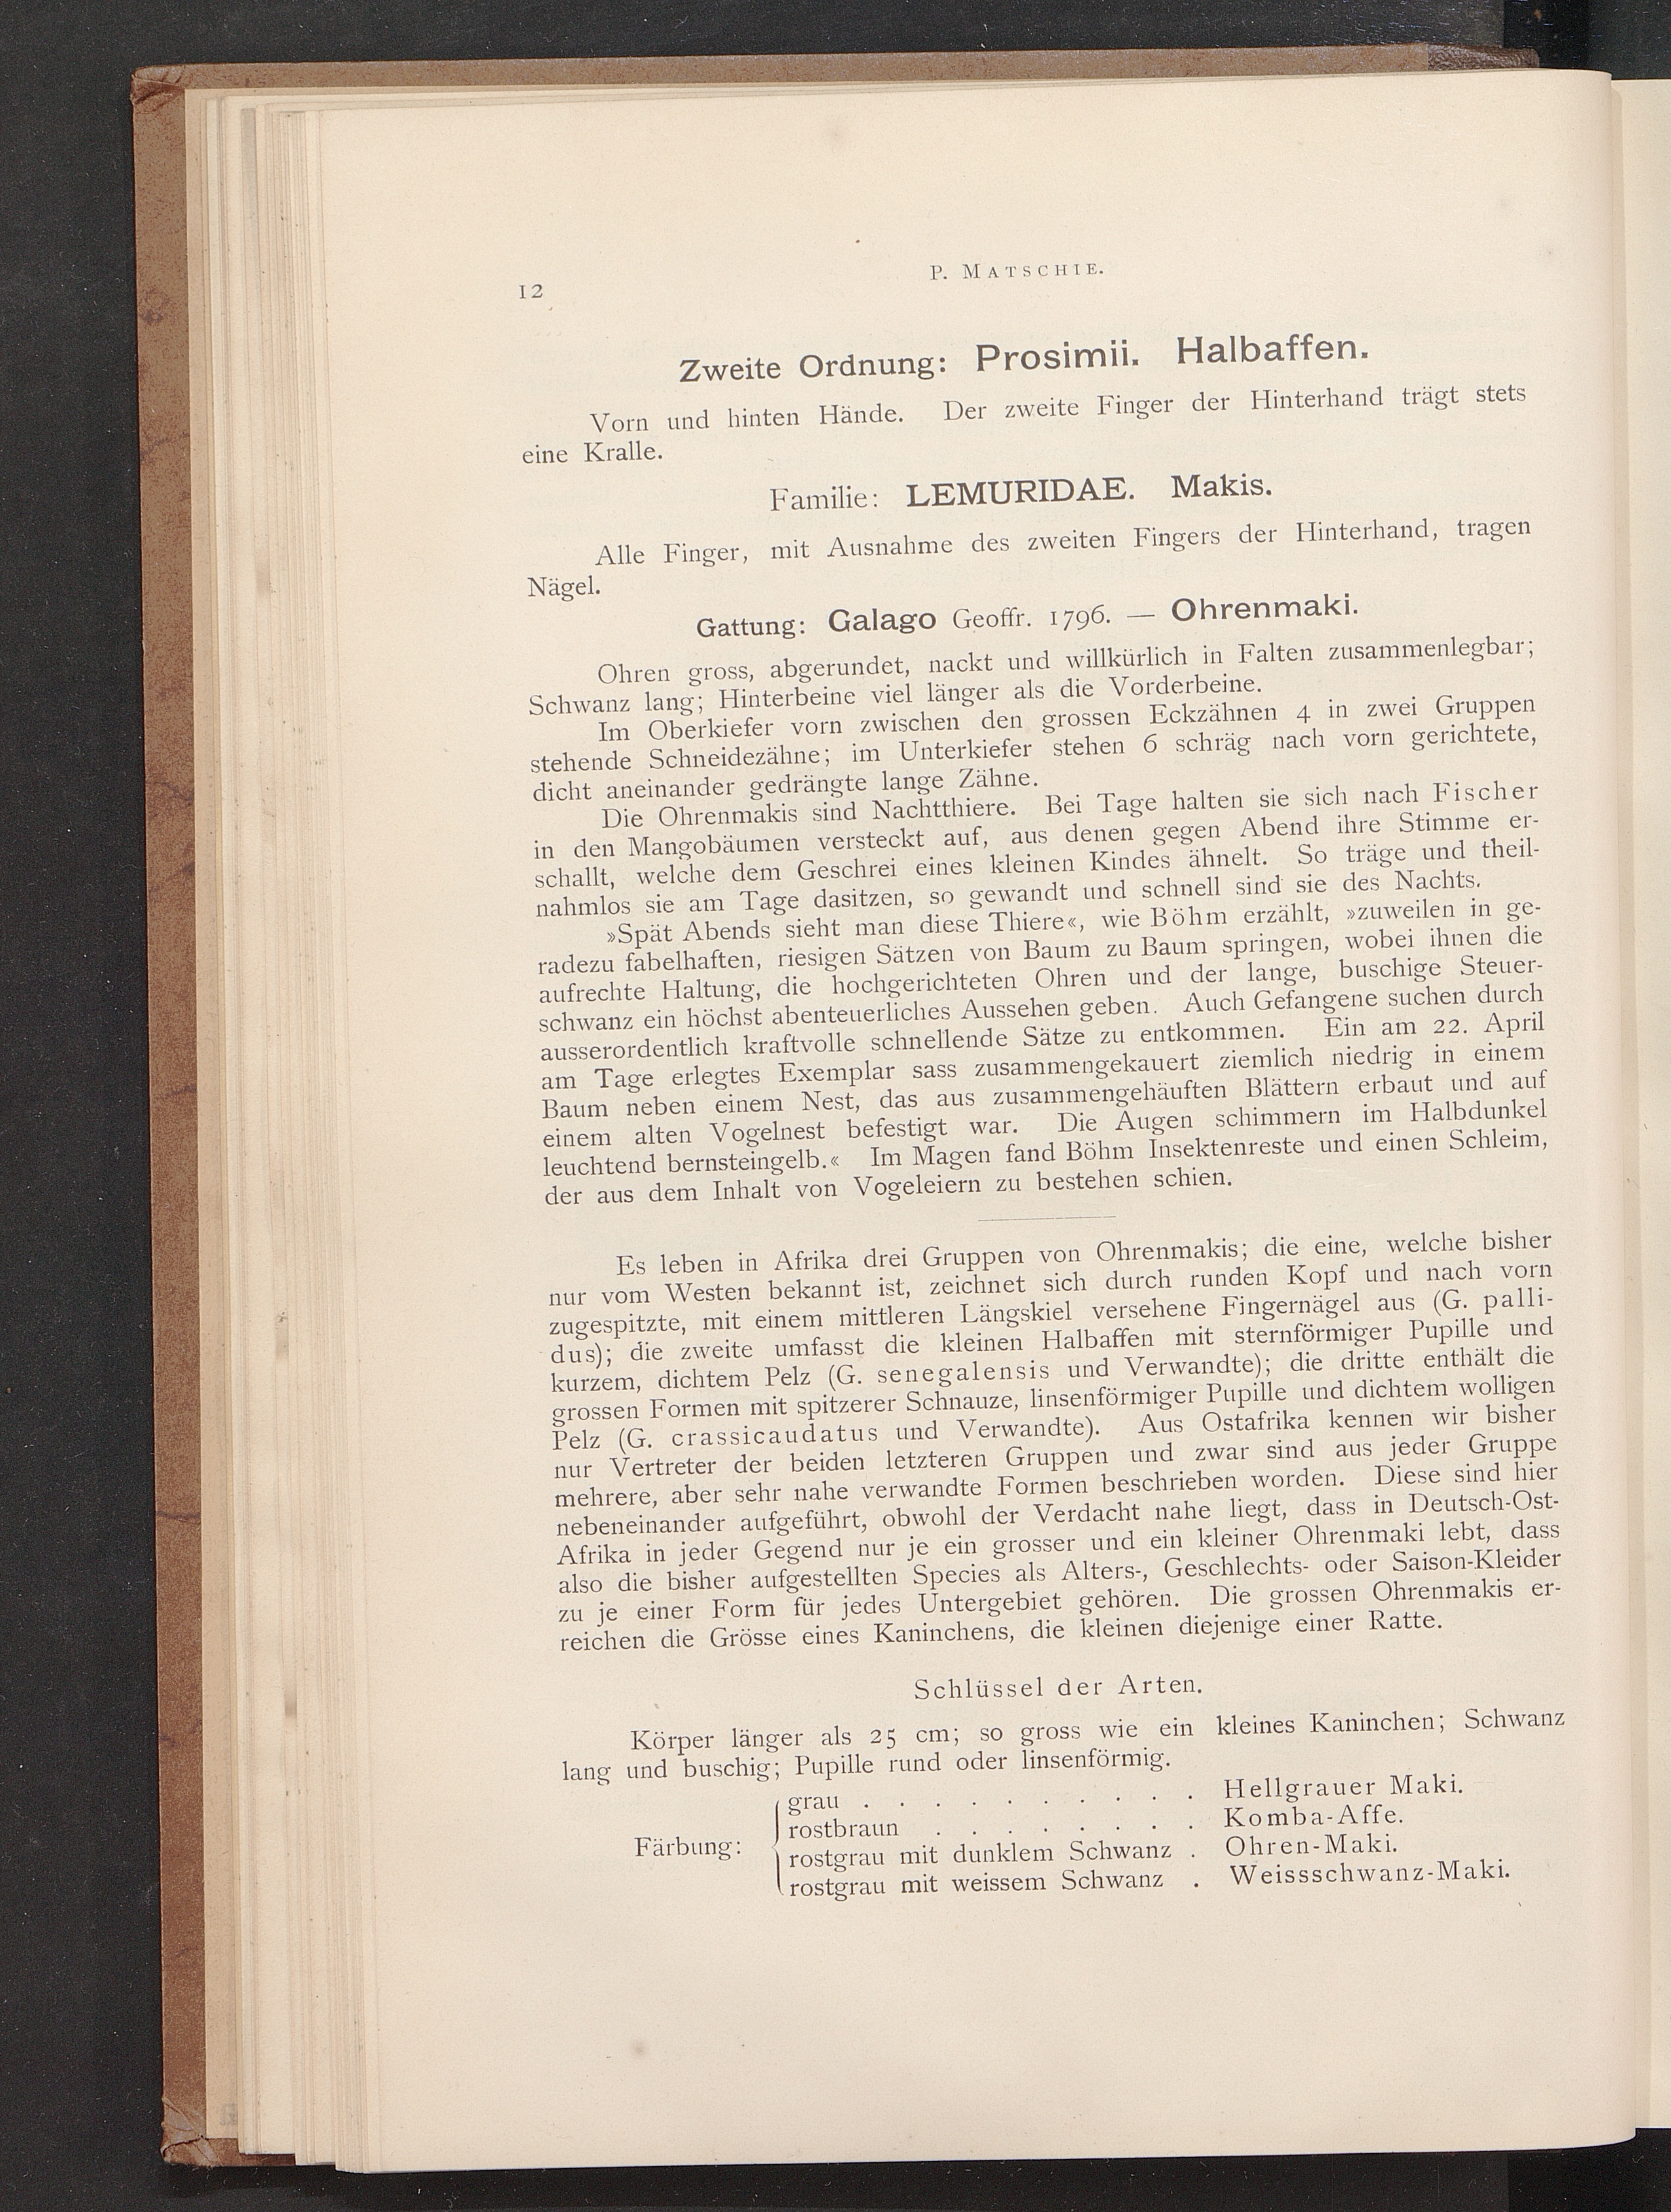 P. MATSCHIE.
12
Zweite Ordnung: Prosimii. Halbaffen.
Vorn und hinten Hände. Der zweite Finger der Hinterhand trägt stets
eine Kralle.
Familie: LEMURIDAE. Makis.
Alle Finger, mit Ausnahme des zweiten Fingers der Hinterhand, tragen
Nägel.
Gattung: Galago Geoffr. 1796. — Ohrenmaki.
Ohren gross, abgerundet, nackt und willkürlich in Falten zusammenlegbar;
Schwanz lang; Hinterbeine viel länger als die Vorderbeine.
Im Oberkiefer vorn zwischen den grossen Eckzähnen 4 in zwei Gruppen
stehende Schneidezähne; im Unterkiefer stehen 6 schräg nach vorn gerichtete,
dicht aneinander gedrängte lange Zähne.
Die Ohrenmakis sind Nachtthiere. Bei Tage halten sie sich nach Fischer
in den Mangobäumen versteckt auf, aus denen gegen Abend ihre Stimme er-
schallt, welche dem Geschrei eines kleinen Kindes ähnelt. So träge und theil-
nahmlos sie am Tage dasitzen, so gewandt und schnell sind sie des Nachts.
»Spät Abends sieht man diese Thiere«, wie Böhm erzählt, »zuweilen in ge-
radezu fabelhaften, riesigen Sätzen von Baum zu Baum springen, wobei ihnen die
aufrechte Haltung, die hochgerichteten Ohren und der lange, buschige Steuer-
schwanz ein höchst abenteuerliches Aussehen geben. Auch Gefangene suchen durch
ausserordentlich kraftvolle schnellende Sätze zu entkommen. Ein am 22. April
am Tage erlegtes Exemplar sass zusammengekauert ziemlich niedrig in einem
Baum neben einem Nest, das aus zusammengehäuften Blättern erbaut und auf
einem alten Vogelnest befestigt war. Die Augen schimmern im Halbdunkel
leuchtend bernsteingelb.« Im Magen fand Böhm Insektenreste und einen Schleim,
der aus dem Inhalt von Vogeleiern zu bestehen schien.
Es leben in Afrika drei Gruppen von Ohrenmakis; die eine, welche bisher
nur vom Westen bekannt ist, zeichnet sich durch runden Kopf und nach vorn
zugespitzte, mit einem mittleren Längskiel versehene Fingernägel aus (G. palli-
dus); die zweite umfasst die kleinen Halbaffen mit sternförmiger Pupille und
kurzem, dichtem Pelz (G. senegalensis und Verwandte); die dritte enthält die
grossen Formen mit spitzerer Schnauze, linsenförmiger Pupille und dichtem wolligen
Pelz (G. crassicaudatus und Verwandte). Aus Ostafrika kennen wir bisher
nur Vertreter der beiden letzteren Gruppen und zwar sind aus jeder Gruppe
mehrere, aber sehr nahe verwandte Formen beschrieben worden. Diese sind hier
nebeneinander aufgeführt, obwohl der Verdacht nahe liegt, dass in Deutsch-Ost-
Afrika in jeder Gegend nur je ein grosser und ein kleiner Ohrenmaki lebt, dass
also die bisher aufgestellten Species als Alters-, Geschlechts- oder Saison-Kleider
zu je einer Form für jedes Untergebiet gehören. Die grossen Ohrenmakis er-
reichen die Grösse eines Kaninchens, die kleinen diejenige einer Ratte.
Schlüssel der Arten.
Körper länger als 25 cm; so gross wie ein kleines Kaninchen; Schwanz
lang und buschig; Pupille rund oder linsenförmig.
grau . . . . . . . . . . Hellgrauer Maki.
rostbraun . . . . . . . . Komba-Affe.
Färbung:
rostgrau mit dunklem Schwanz . Ohren-Maki.
rostgrau mit weissem Schwanz . Weissschwanz-Maki.